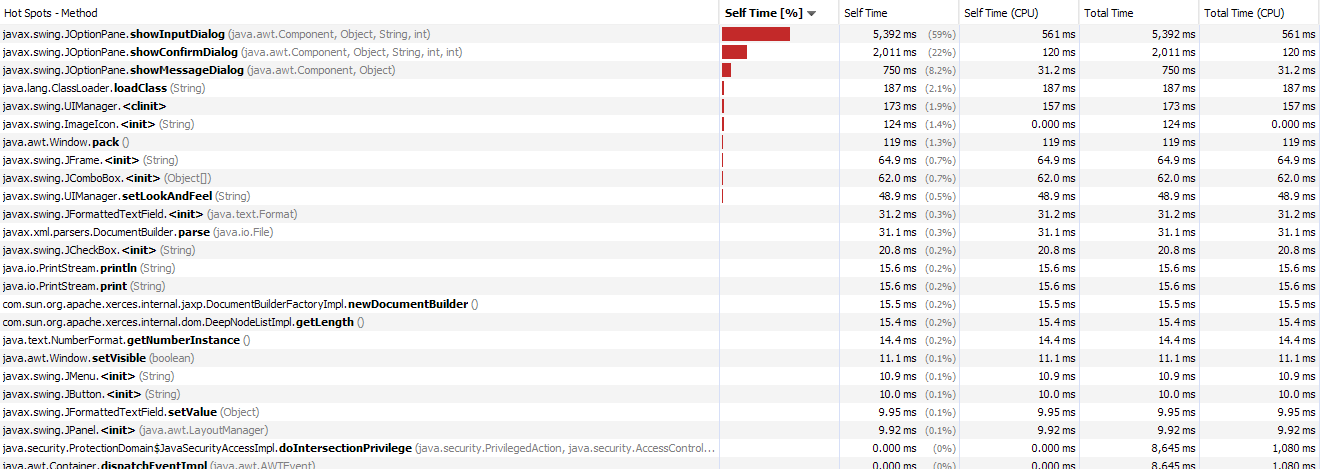 Hot Spots - Method Self Time [%] Self Time Self Time (CPU) Total Time Total Time (CPU)
javax.swing.JOptionPane.showInputDialog (java.awt.Component, Object, String, int) 5,392 ms (59%) 561 ms 5,392 ms 561 ms
javax.swing.JOptionPane.showConfirmDialog (java.awt.Component, Object, String, int, int) 2,011 ms (22%) 120 ms 2,011 ms 120 ms
javax.swing.JOptionPane.showMessageDialog (java.awt.Component, Object) 750 ms (8.2%) 31.2 ms 750 ms 31.2 ms
java.lang.ClassLoader.loadClass (String) 187 ms (2.1%) 187 ms 187 ms 187 ms
javax.swing.UIManager.<clinit> 173 ms (1.9%) 157 ms 173 ms 157 ms
javax.swing.ImageIcon.<init> (String) 124 ms (1.4%) 0.000 ms 124 ms 0.000 ms
java.awt.Window.pack () 119 ms (1.3%) 119 ms 119 ms 119 ms
javax.swing.JFrame.<init> (String) 64.9 ms (0.7%) 64.9 ms 64.9 ms 64.9 ms
javax.swing.JComboBox.<init> (Object[]) 62.0 ms (0.7%) 62.0 ms 62.0 ms 62.0 ms
javax.swing.UIManager.setLookAndFeel (String) 48.9 ms (0.5%) 48.9 ms 48.9 ms 48.9 ms
javax.swing.JFormattedTextField.<init> (java.text.Format) 31.2 ms (0.3%) 31.2 ms 31.2 ms 31.2 ms
javax.xml.parsers.DocumentBuilder.parse (java.io.File) 31.1 ms (0.3%) 31.1 ms 31.1 ms 31.1 ms
javax.swing.JCheckBox.<init> (String) 20.8 ms (0.2%) 20.8 ms 20.8 ms 20.8 ms
java.io.PrintStream.println (String) 15.6 ms (0.2%) 15.6 ms 15.6 ms 15.6 ms
java.io.PrintStream.print (String) 15.6 ms (0.2%) 15.6 ms 15.6 ms 15.6 ms
com.sun.org.apache.xerces.internal.jaxp.DocumentBuilderFactoryImpl.newDocumentBuilder () 15.5 ms (0.2%) 15.5 ms 15.5 ms 15.5 ms
com.sun.org.apache.xerces.internal.dom.DeepNodeListImpl.getLength () 15.4 ms (0.2%) 15.4 ms 15.4 ms 15.4 ms
java.text.NumberFormat.getNumberInstance () 14.4 ms (0.2%) 14.4 ms 14.4 ms 14.4 ms
java.awt.Window.setVisible (boolean) 11.1 ms (0.1%) 11.1 ms 11.1 ms 11.1 ms
javax.swing.JMenu.<init> (String) 10.9 ms (0.1%) 10.9 ms 10.9 ms 10.9 ms
javax.swing.JButton.<init> (String) 10.0 ms (0.1%) 10.0 ms 10.0 ms 10.0 ms
javax.swing.JFormattedTextField.setValue (Object) 9.95 ms (0.1%) 9.95 ms 9.95 ms 9.95 ms
javax.swing.JPanel.<init> (java.awt.LayoutManager) 9.92 ms (0.1%) 9.92 ms 9.92 ms 9.92 ms
java.security.ProtectionDomain$JavaSecurityAccessImpl.doIntersectionPrivilege (java.security.PrivilegedAction, java.security.AccessControl... 0.000 ms (0%) 0.000 ms 8,645 ms 1,080 ms
java.awt.Container.dispatchEventImpl (java.awt.AWTEvent) 0.000 ms (0%) 0.000 ms 8,645 ms 1,080 ms